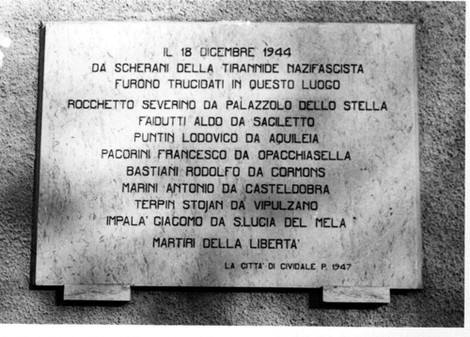 IL 18 DICEMBRE 1944
DA SCHERANI DELLA TIRANNIDE NAZIFASCISTA
FURONO TRUCIDATI IN QUESTO LUOGO
ROCCHETTO SEVERINO DA PALAZZOLO DELLO STELLA
FAIDUTTI ALDO DA SACILETTO
PUNTIN LODOVICO DA AQUILEIA
PACORINI FRANCESCO DA OPACCHIASELLA
BASTIANI RODOLFO DA CORMONS
MARINI ANTONIO DA CASTELDOBRA
TERPIN STOJAN DA VIPULZANO
IMPALA' GIACOMO DA S. LUCIA DEL MELA
MARTIRI DELLA LIBERTA'
LA CITTA' DI CIVIDALE P. 1947